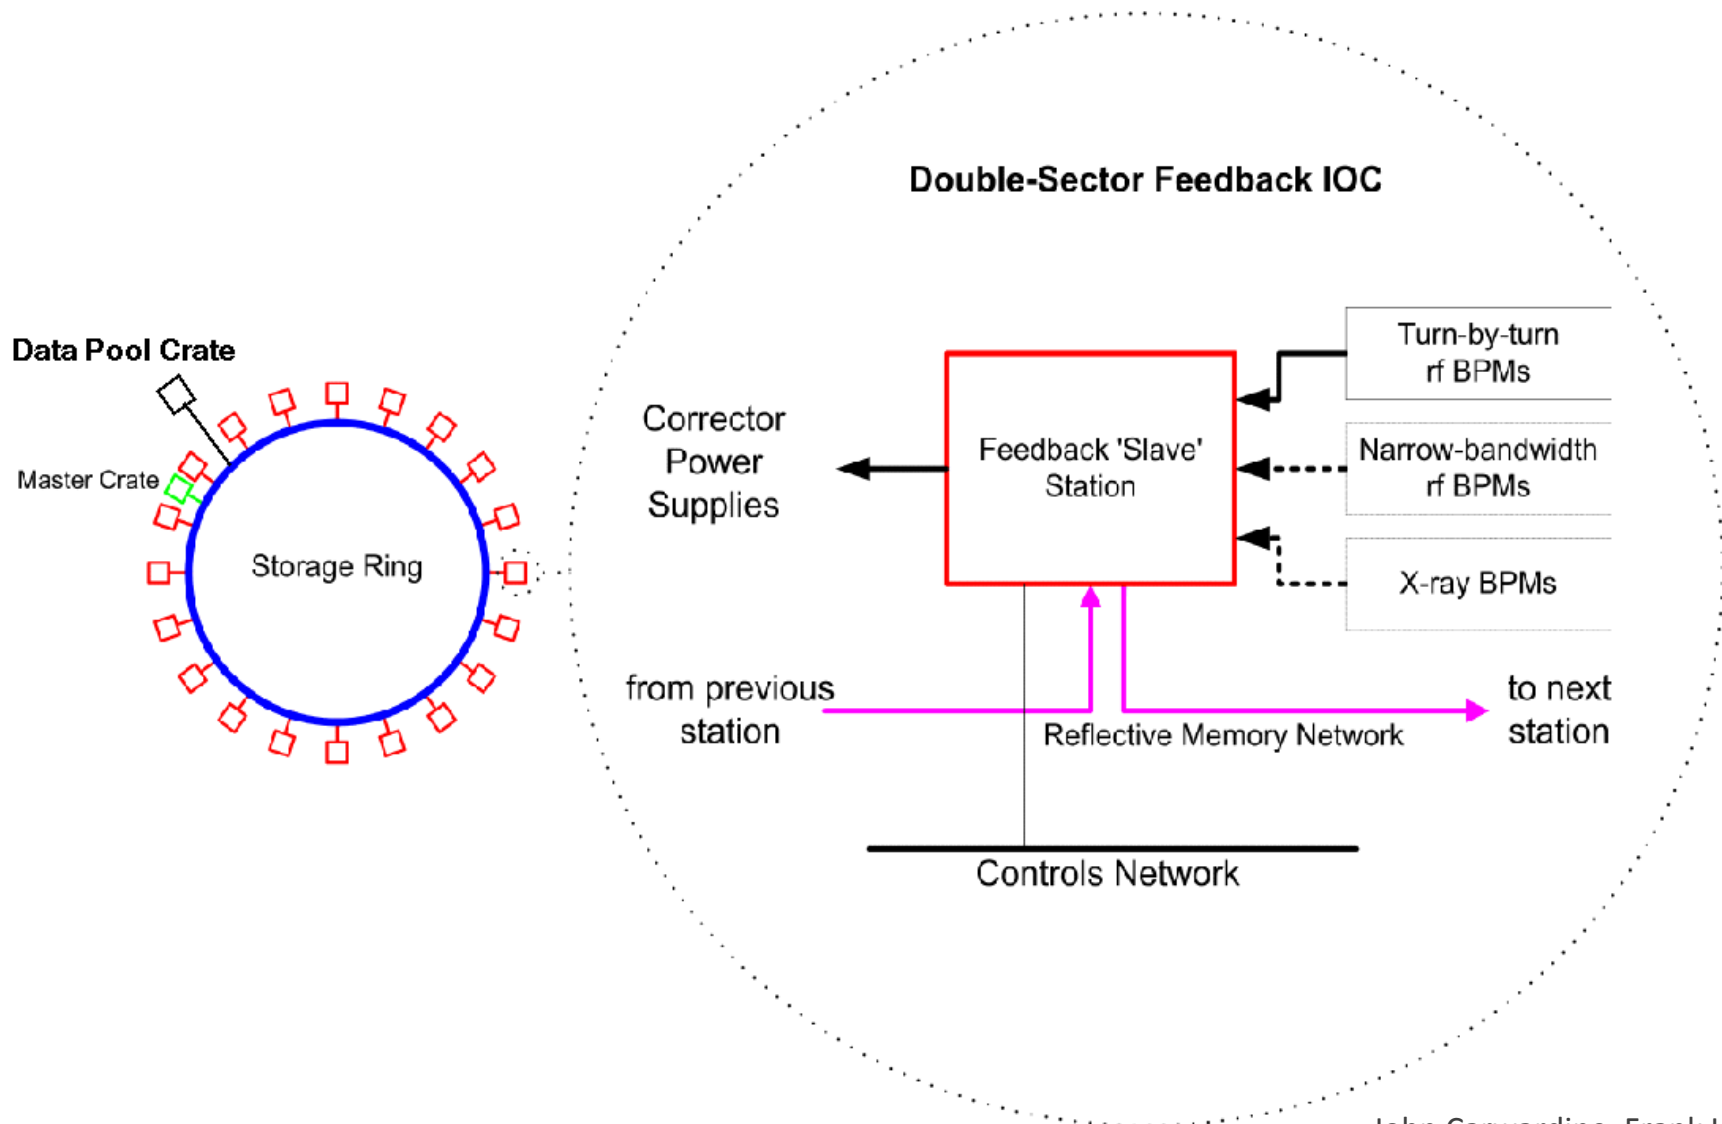 Double-Sector Feedback IOC
Data Pool Crate
Master Crate
Storage Ring
Corrector
Power
Supplies
Feedback 'Slave'
Station
Turn-by-turn
rf BPMs
Narrow-bandwidth
rf BPMs
X-ray BPMs
from previous
station
to next
station
Reflective Memory Network
Controls Network